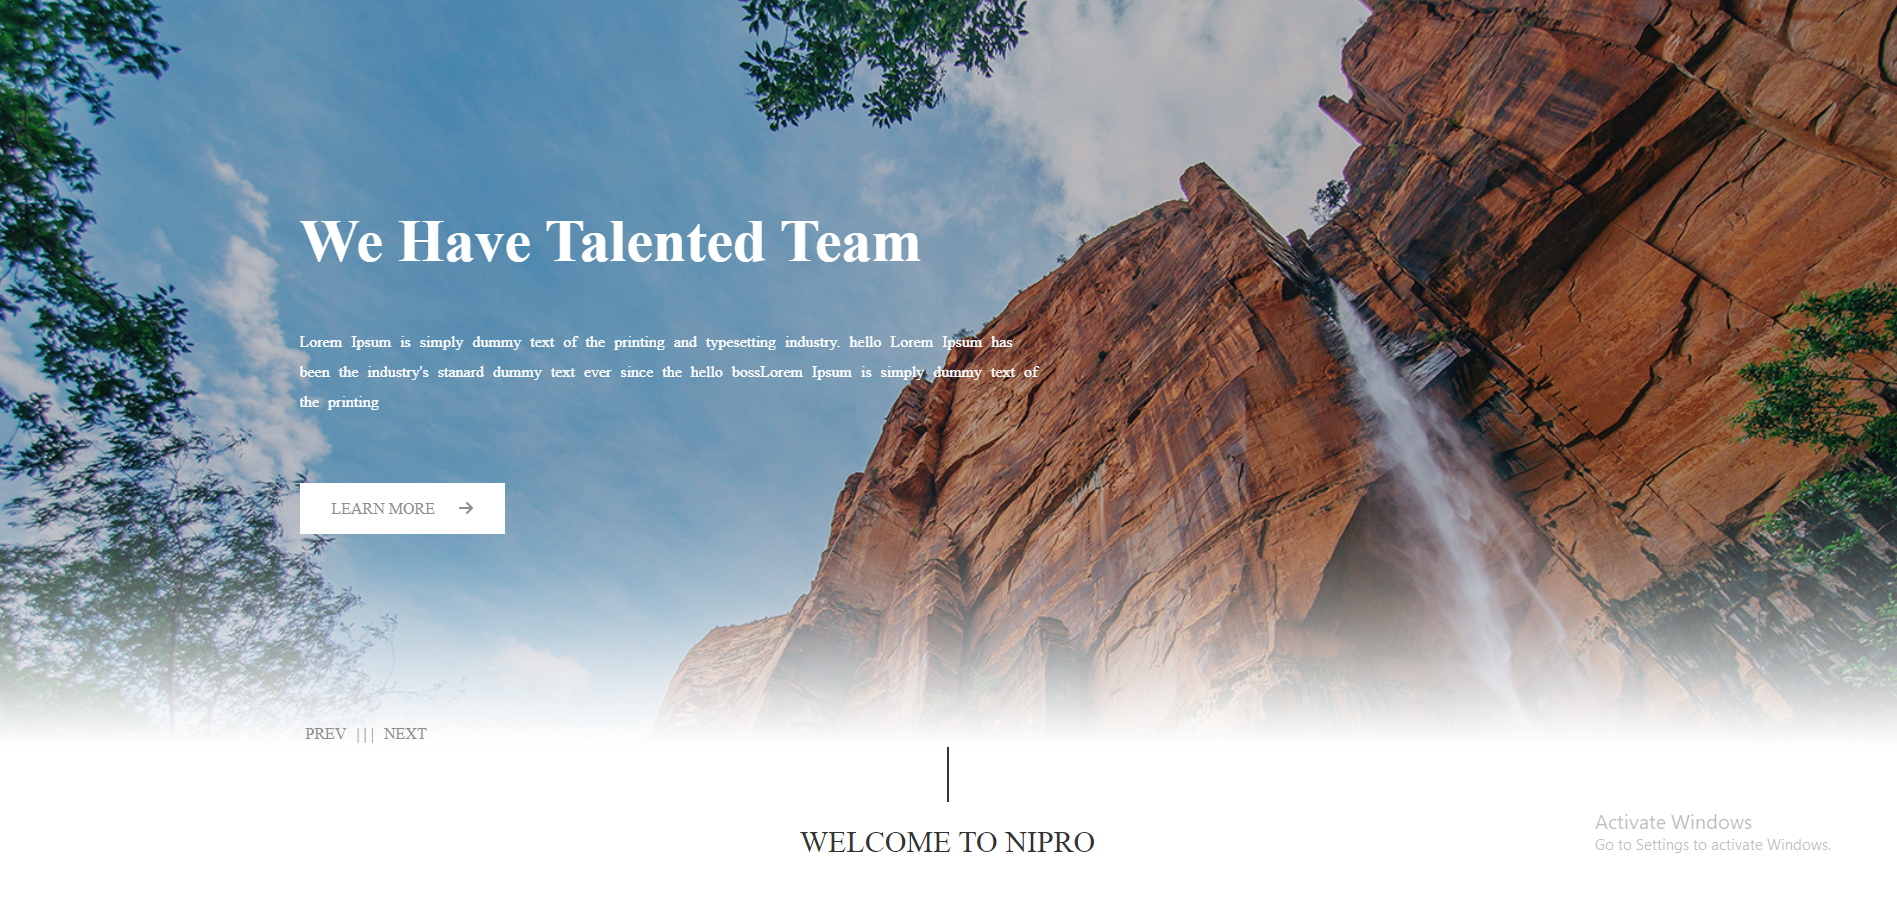 We Have Talented Team
Lorem Ipsum is simply dummy text of the printing and typesetting industry. hello Lorem Ipsum has
been the industry's stanard dummy text ever since the hello bossLorem Ipsum is simply dummy text of
the printing
LEARN MORE
PREV ||| NEXT
WELCOME TO NIPRO
Activate Windows
Go to Settings to activate Windows.